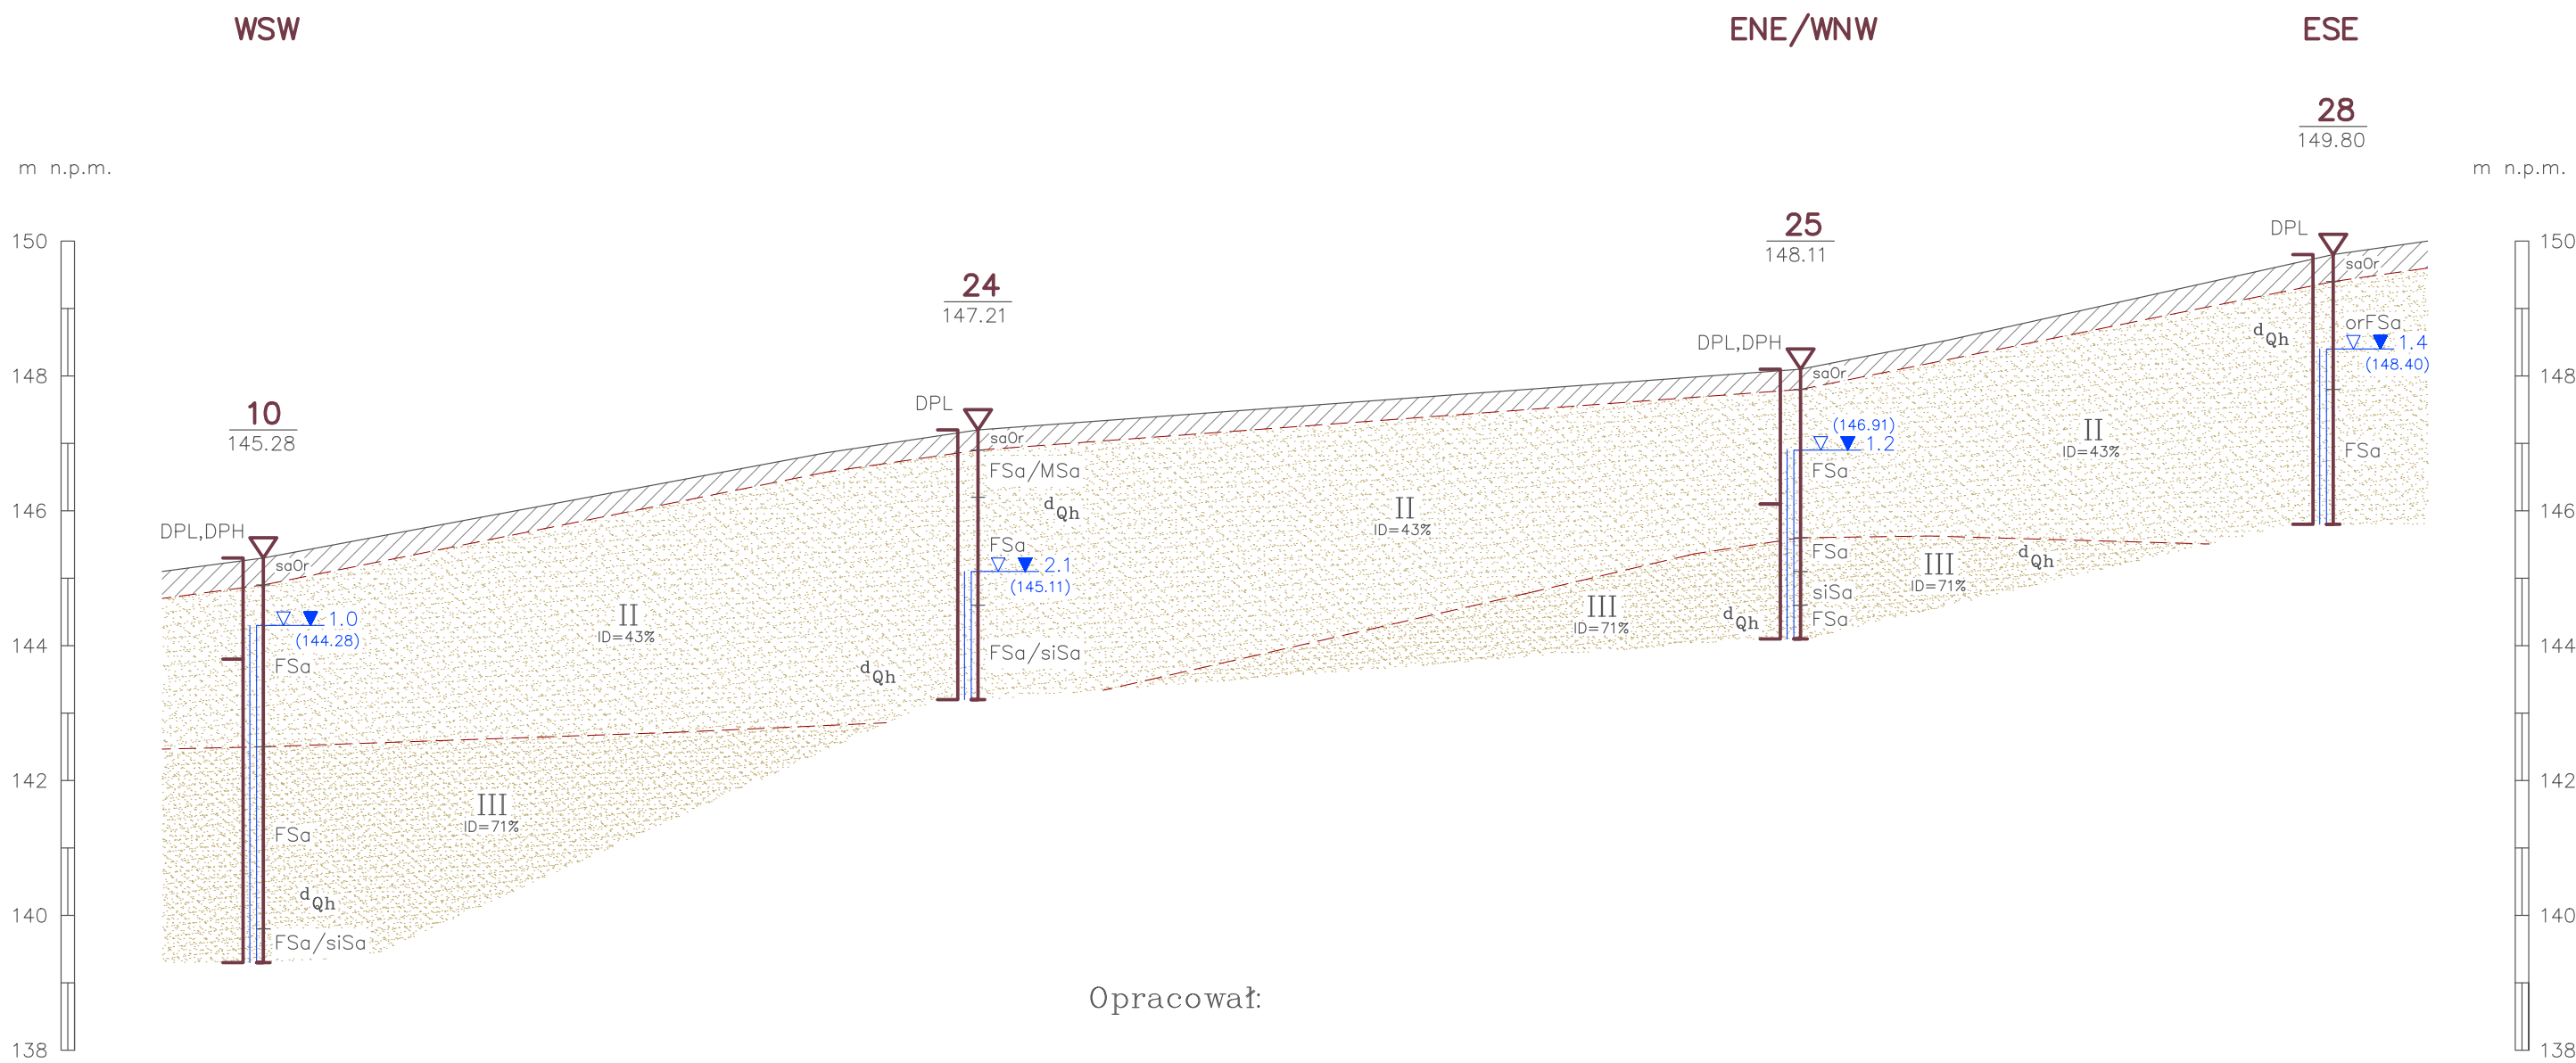 WSW
ENE/WNW
ESE
28
149.80
m n.p.m.
m n.p.m.
25
148.11
DPL
150
150
saOr
24
147.21
orFSa
dQh
1.4
(148.40)
DPL,DPH
saOr
148
148
10
145.28
DPL
saOr
(146.91)
1.2
II
ID=43%
FSa/MSa
FSa
FSa
dQh
II
ID=43%
146
146
DPL,DPH
saOr
FSa
2.1
(145.11)
FSa
dQh
III
ID=71%
siSa
1.0
(144.28)
II
ID=43%
III
ID=71%
dQh
FSa
144
144
FSa
FSa/siSa
dQh
142
142
III
ID=71%
FSa
140
140
dQh
FSa/siSa
Opracował:
138
138